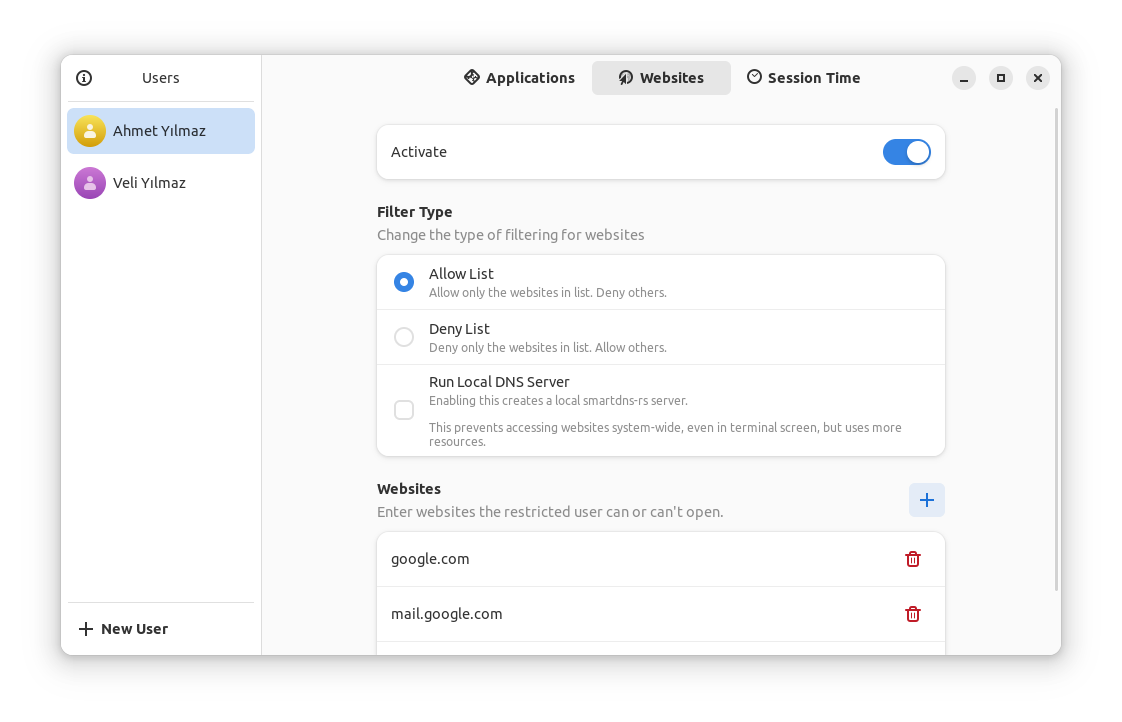 Users
Ahmet Yılmaz
Veli Yılmaz
New User
Applications
Websites
Session Time
Activate
Filter Type
Change the type of filtering for websites
Allow List
Allow only the websites in list. Deny others.
Deny List
Deny only the websites in list. Allow others.
Run Local DNS Server
Enabling this creates a local smartdns-rs server.
This prevents accessing websites system-wide, even in terminal screen, but uses more
resources.
Websites
Enter websites the restricted user can or can't open.
google.com
mail.google.com